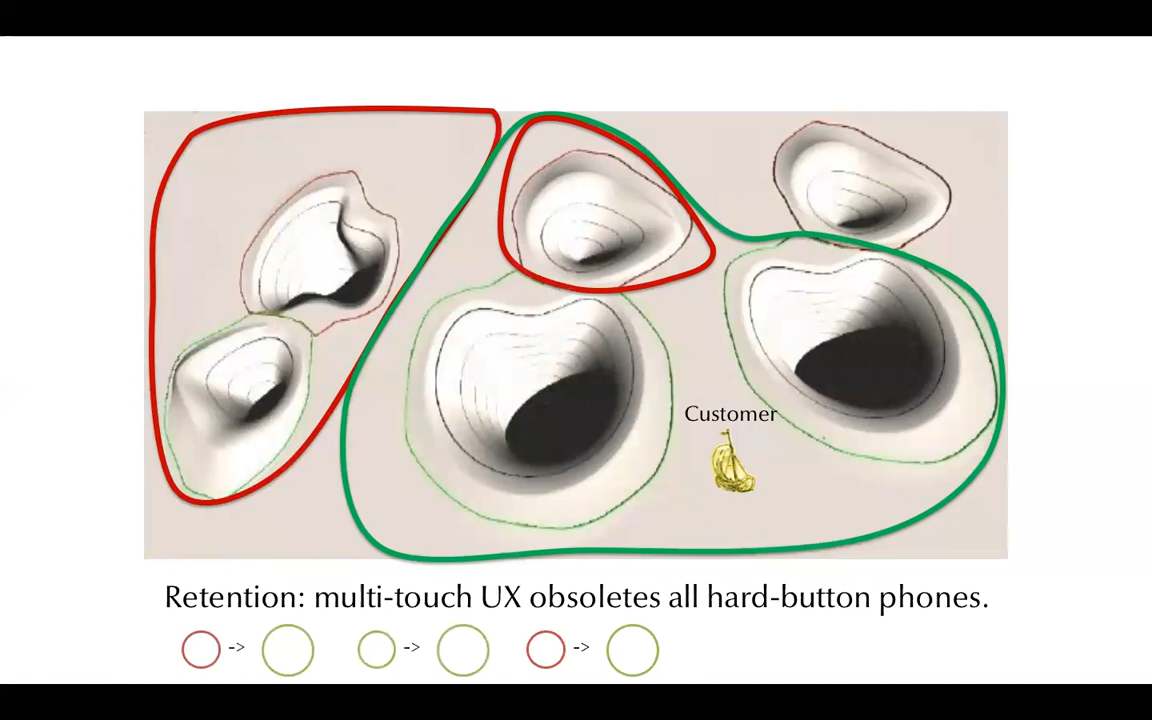 Customer
Retention: multi-touch UX obsoletes all hard-button phones.
-> -> ->